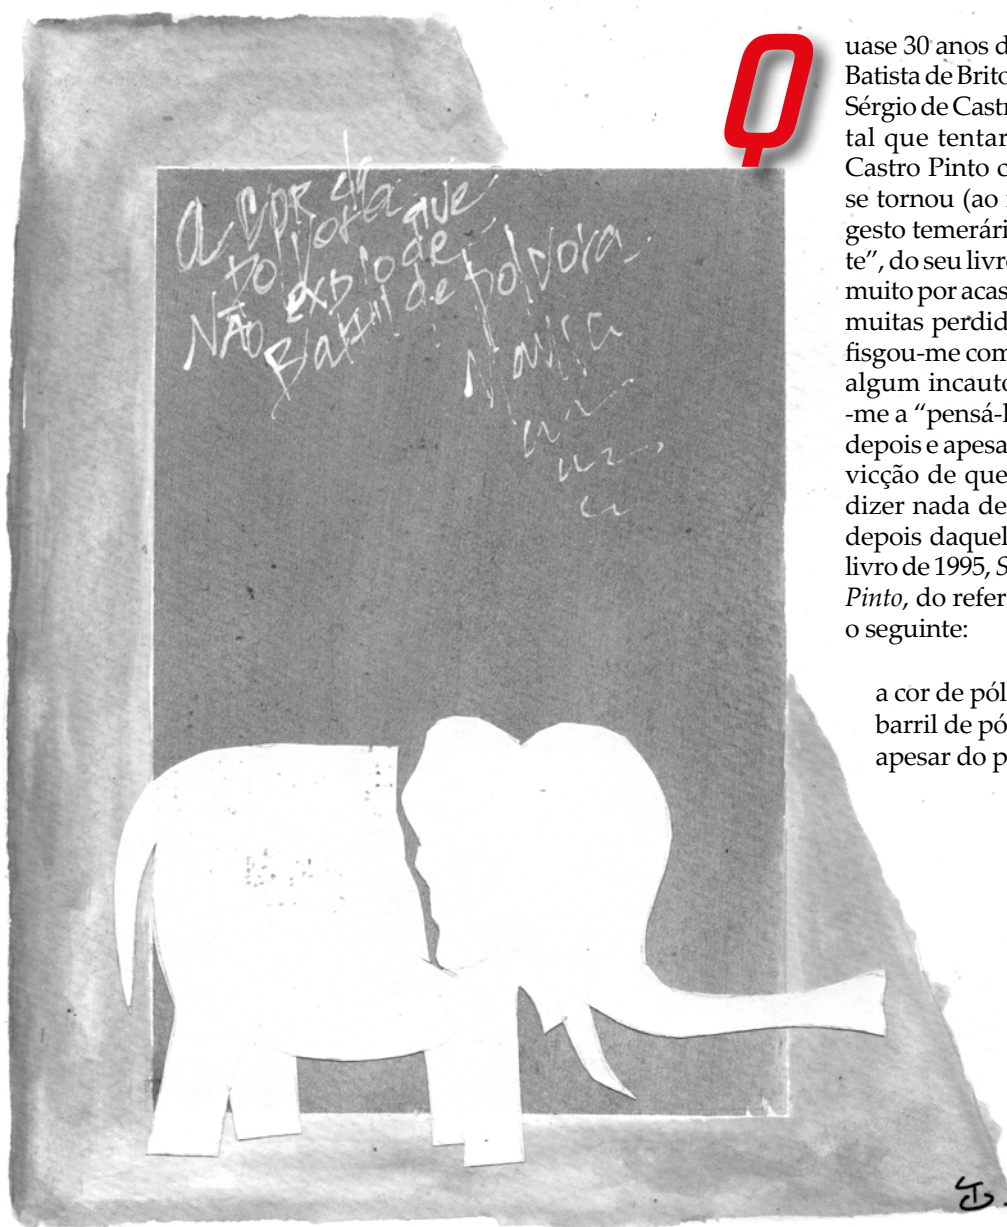 a cor da
pólvora que
Não explode
Barril de pólvora
Quase 30 anos d
Batista de Brito
Sérgio de Castr
tal que tentar
Castro Pinto c
se tornou (ao
gesto temerári
te”, do seu livro
muito por acas
muitas perdid
fisgou-me com
algum incauto
-me a “pensá-l
depois e apesa
vicção de que
dizer nada de
depois daquel
livro de 1995, S
Pinto, do refer
o seguinte:
a cor de pól
barril de pó
apesar do p